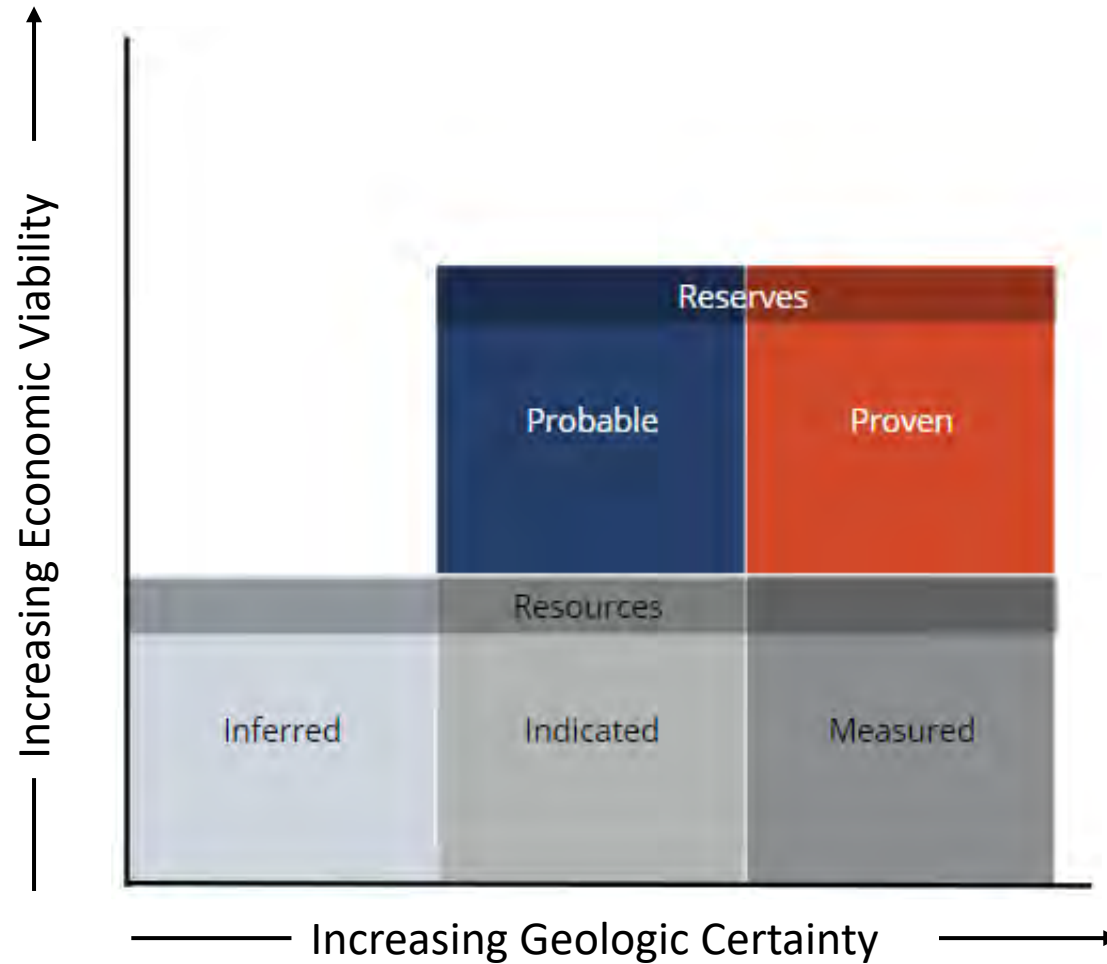 Increasing Economic Viability
Reserves
Probable
Proven
Resources
Inferred
Indicated
Measured
Increasing Geologic Certainty